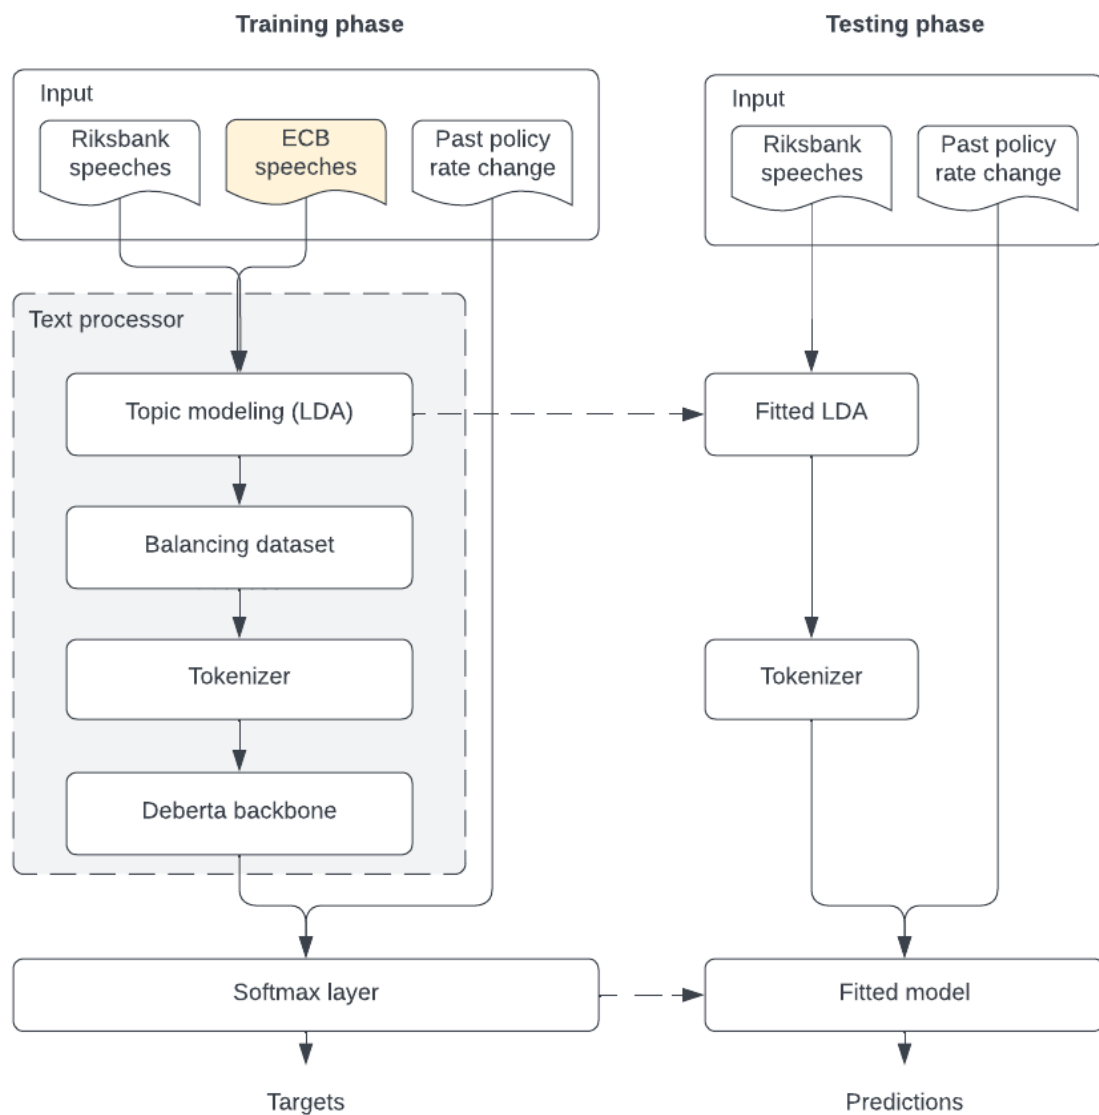 Training phase
Testing phase
Input
Riksbank
speeches
ECB
speeches
Past policy
rate change
Input
Riksbank
speeches
Past policy
rate change
Text processor
Topic modeling (LDA)
Fitted LDA
Balancing dataset
Tokenizer
Tokenizer
Deberta backbone
Softmax layer
Fitted model
Targets
Predictions